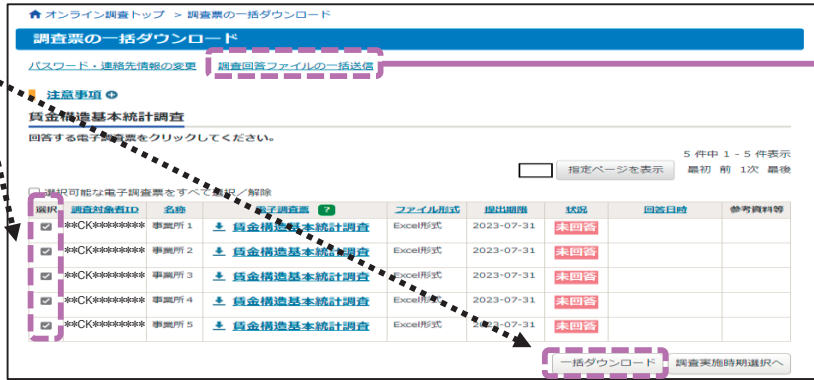 オンライン調査トップ > 調査票の一括ダウンロード
調査票の一括ダウンロード
パスワード・連絡先情報の変更 調査回答ファイルの一括送信
注意事項
賃金構造基本統計調査
回答する電子調査票をクリックしてください。
5 件中 1 - 5 件表示
指定ページを表示 最初 前 1次 最後
選択可能な電子調査票をすべて選択/解除
選択 調査対象者ID 名称 電子調査票 ? ファイル形式 提出期限 状況 回答日時 参考資料等
**CK******** 事業所1 賃金構造基本統計調査 Excel形式 2023-07-31 未回答
**CK******** 事業所2 賃金構造基本統計調査 Excel形式 2023-07-31 未回答
**CK******** 事業所3 賃金構造基本統計調査 Excel形式 2023-07-31 未回答
**CK******** 事業所4 賃金構造基本統計調査 Excel形式 2023-07-31 未回答
**CK******** 事業所5 賃金構造基本統計調査 Excel形式 2023-07-31 未回答
一括ダウンロード 調査実施時期選択へ